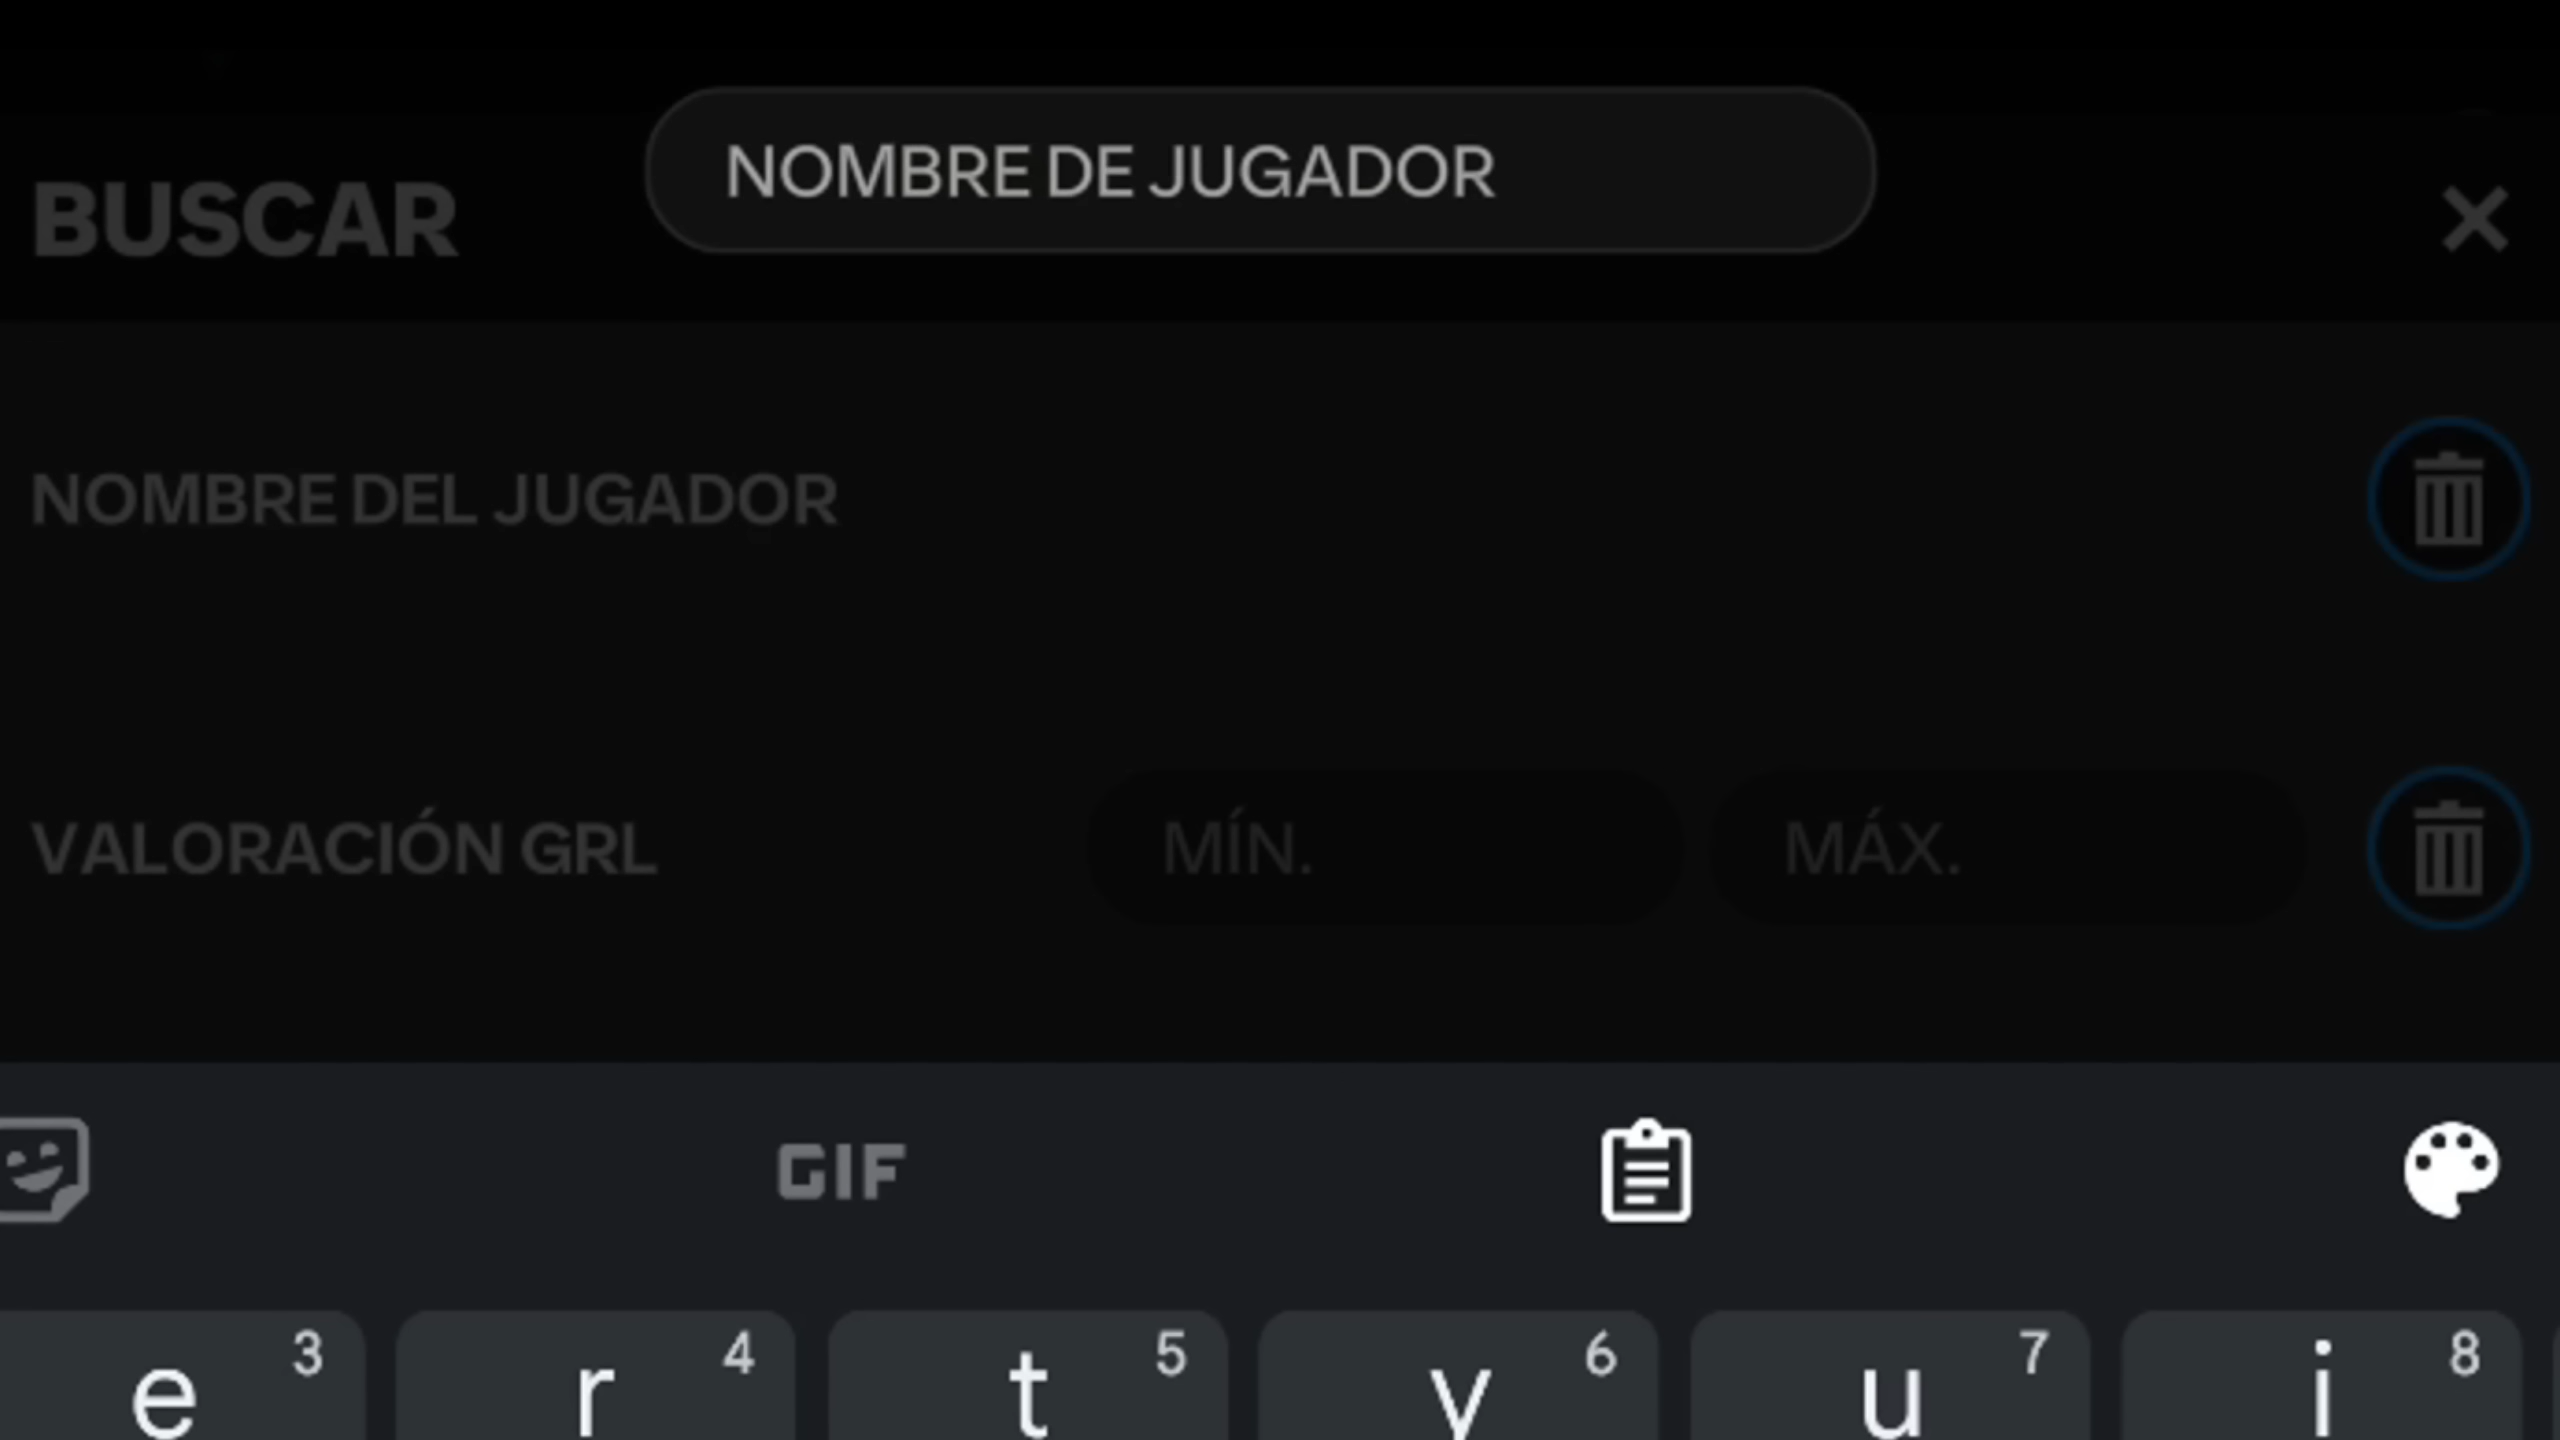 NOMBRE DE JUGADOR
BUSCAR
NOMBRE DEL JUGADOR
VALORACIÓN GRL MÍN. MÁX.
GIF
3 4 5 6 7 8
e r t y u i